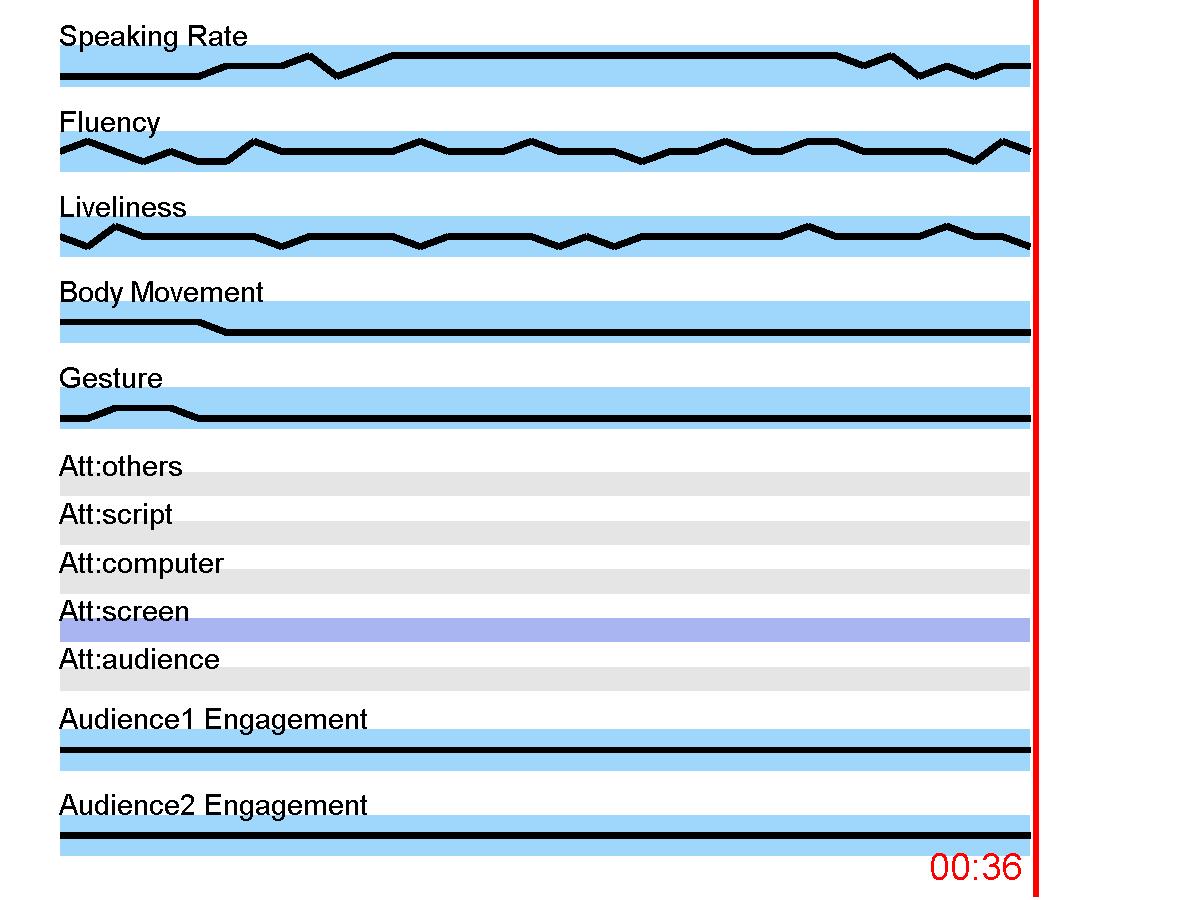 Speaking Rate
Fluency
Liveliness
Body Movement
Gesture
Att:others
Att:script
Att:computer
Att:screen
Att:audience
Audience1 Engagement
Audience2 Engagement
00:36